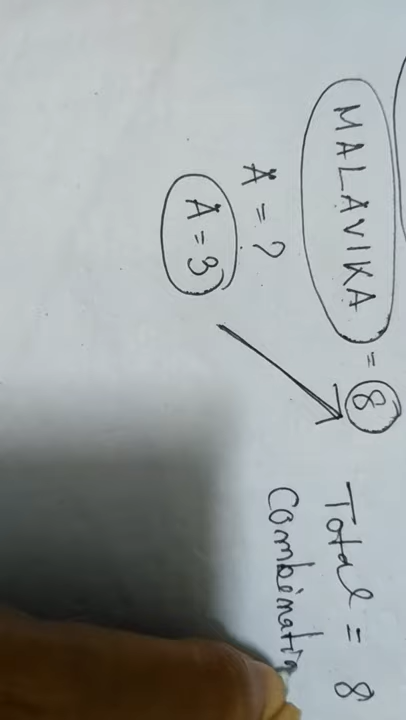 MALAVIKA = 8
A = ?
A = 3
Total = 8
Combinatio